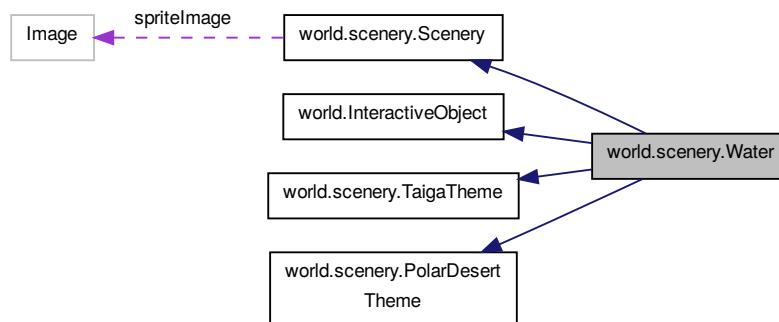 spriteImage
Image
world.scenery.Scenery
world.InteractiveObject
world.scenery.Water
world.scenery.TaigaTheme
world.scenery.PolarDesert
Theme